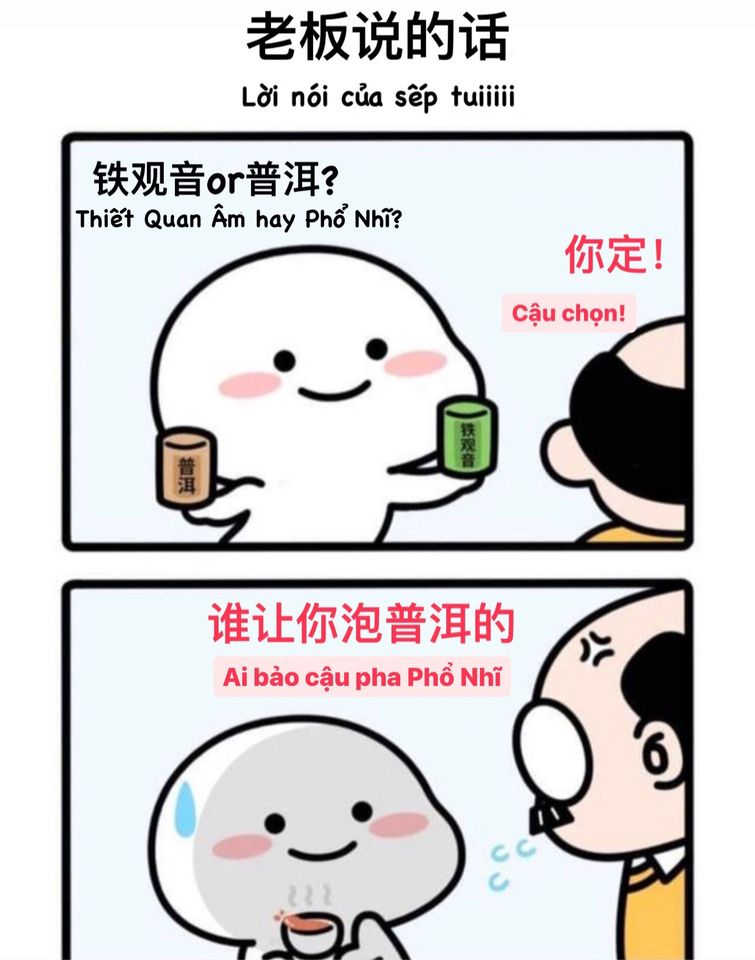 老板说的话
Lời nói của sếp tuiiiii
铁观音or普洱?
Thiết Quan Âm hay Phổ Nhĩ?
你定!
Cậu chọn!
普洱
铁观音
谁让你泡普洱的
Ai bảo cậu pha Phổ Nhĩ